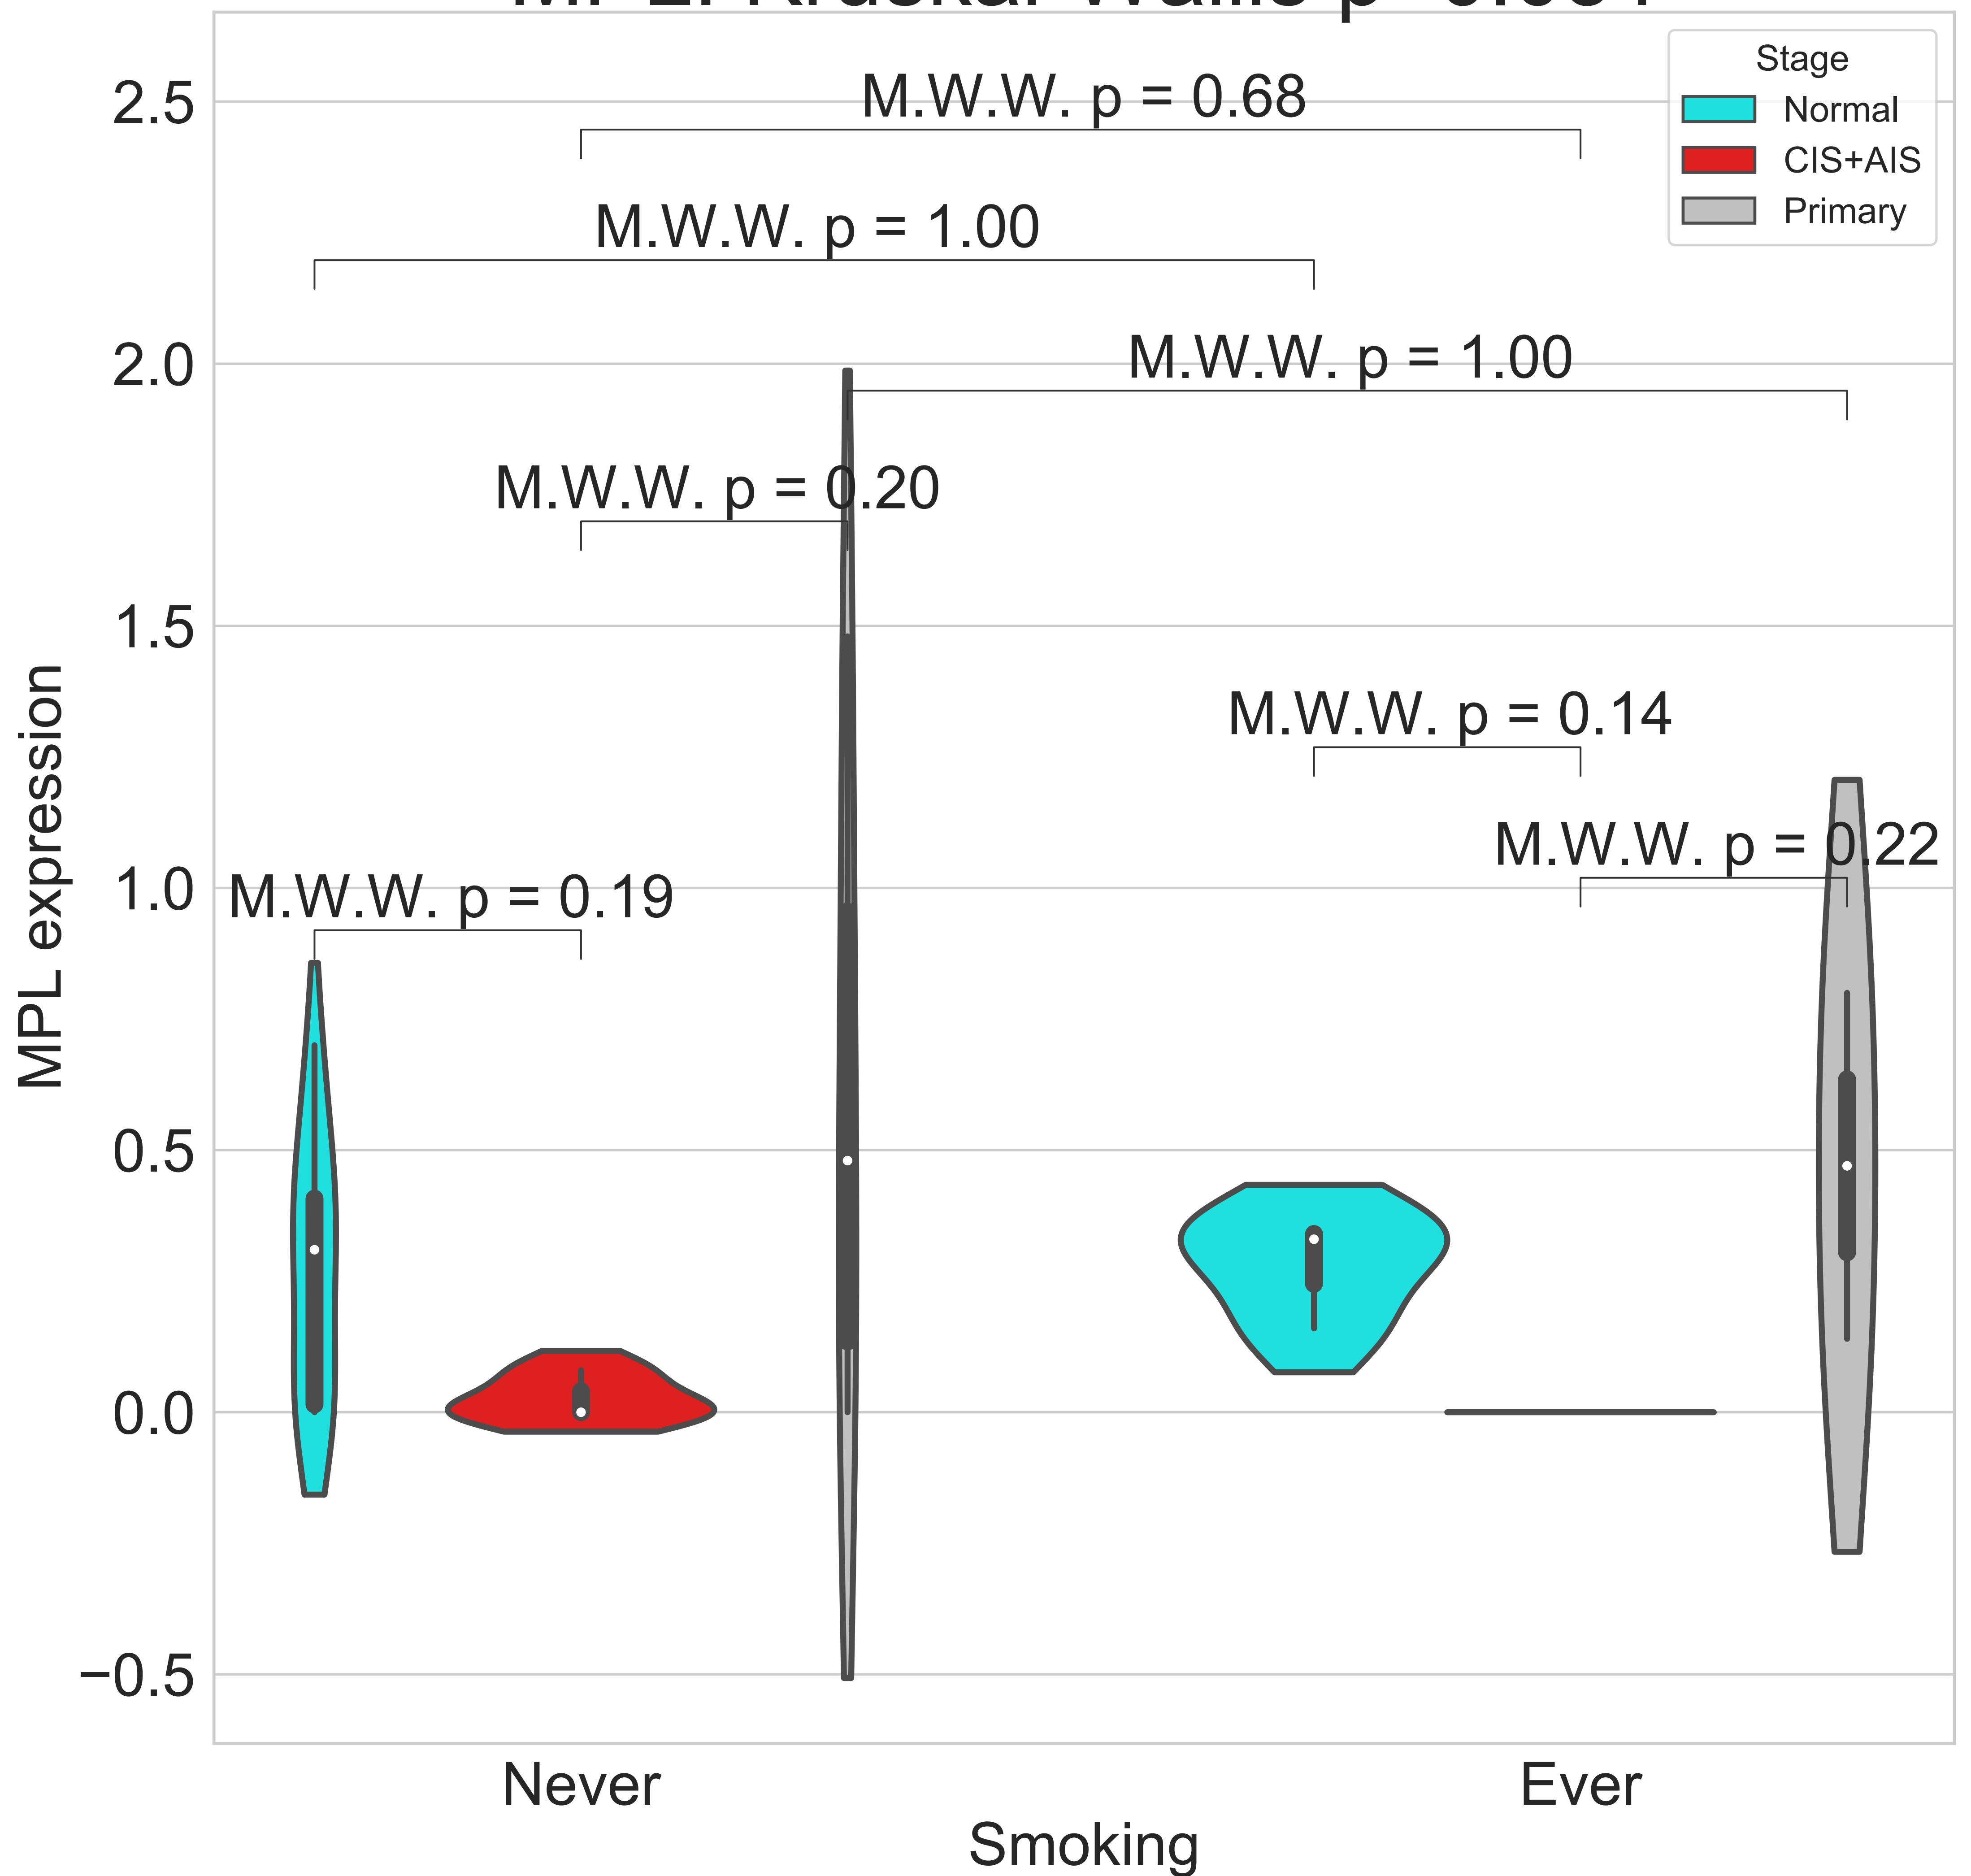 Stage
Normal
CIS+AIS
Primary
M.W.W. p = 0.68
M.W.W. p = 1.00
M.W.W. p = 1.00
M.W.W. p = 0.20
M.W.W. p = 0.14
M.W.W. p = 0.22
M.W.W. p = 0.19
2.5
2.0
1.5
1.0
0.5
0.0
−0.5
MPL expression
Never
Ever
Smoking